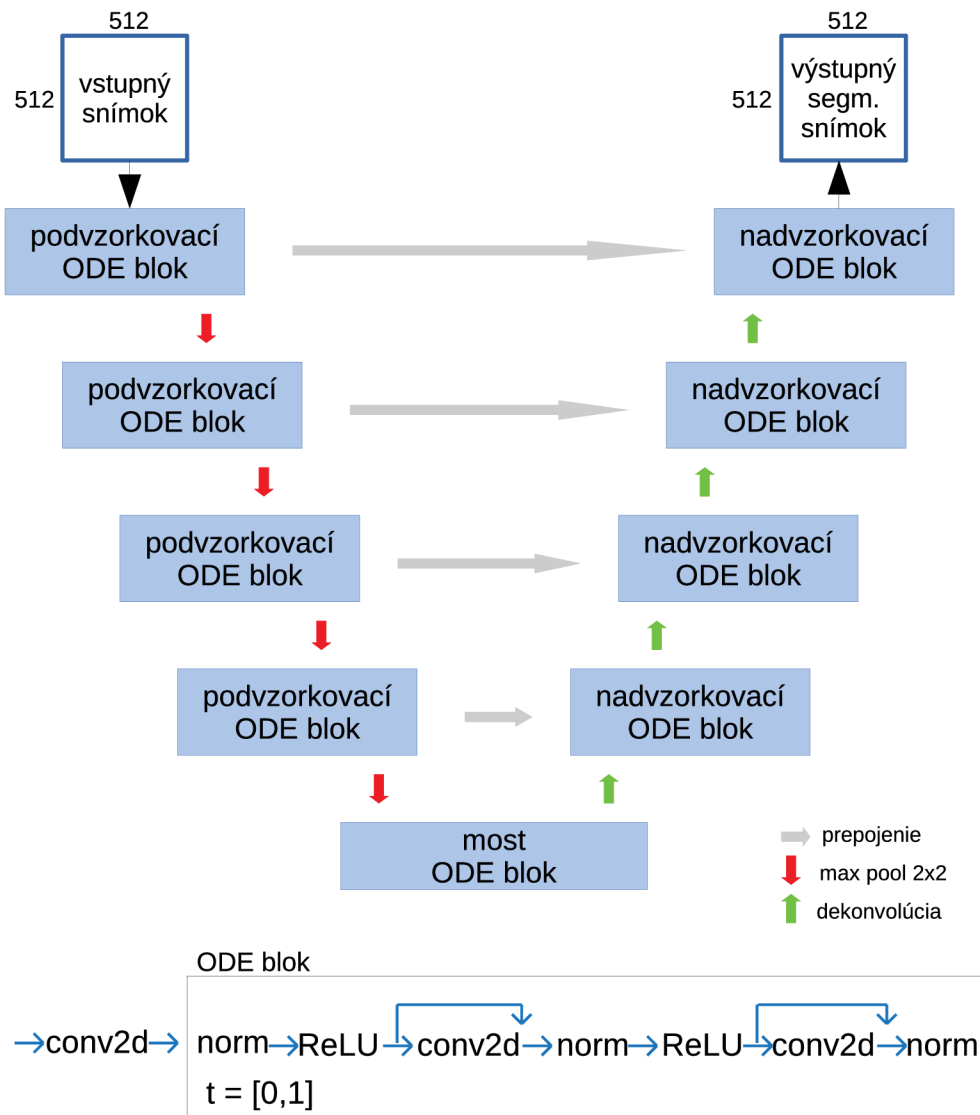 512
512
vstupný
snímok
512
512
výstupný
segm.
snímok
podvzorkovací
ODE blok
nadvzorkovací
ODE blok
podvzorkovací
ODE blok
nadvzorkovací
ODE blok
podvzorkovací
ODE blok
nadvzorkovací
ODE blok
podvzorkovací
ODE blok
nadvzorkovací
ODE blok
most
ODE blok
prepojenie
max pool 2x2
dekonvolúcia
ODE blok
conv2d norm ReLU conv2d norm ReLU conv2d norm
t = [0,1]